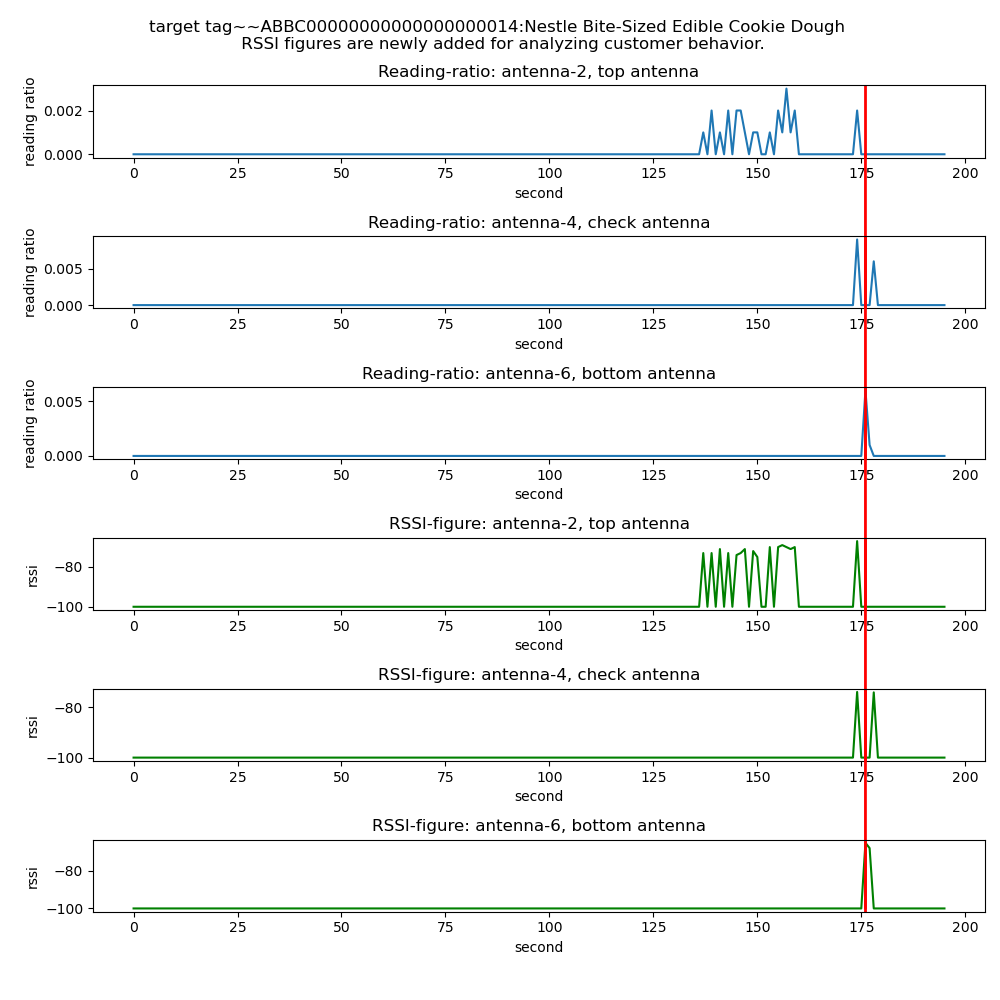 target tag~~ABBC00000000000000000014:Nestle Bite-Sized Edible Cookie Dough
RSSI figures are newly added for analyzing customer behavior.
Reading-ratio: antenna-2, top antenna
reading ratio
0.002
0.000
0 25 50 75 100 125 150 175 200
second
Reading-ratio: antenna-4, check antenna
reading ratio
0.005
0.000
0 25 50 75 100 125 150 175 200
second
Reading-ratio: antenna-6, bottom antenna
reading ratio
0.005
0.000
0 25 50 75 100 125 150 175 200
second
RSSI-figure: antenna-2, top antenna
rssi
−80
−100
0 25 50 75 100 125 150 175 200
second
RSSI-figure: antenna-4, check antenna
rssi
−80
−100
0 25 50 75 100 125 150 175 200
second
RSSI-figure: antenna-6, bottom antenna
rssi
−80
−100
0 25 50 75 100 125 150 175 200
second